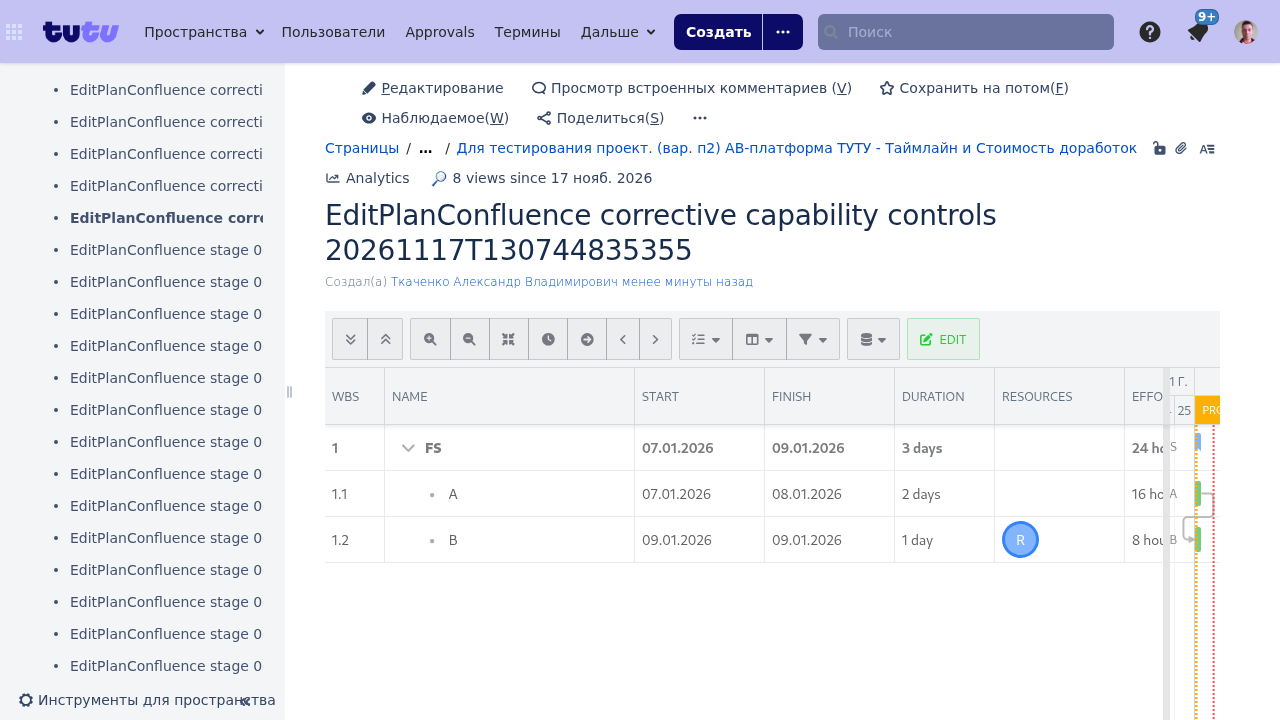 tutu Пространства Пользователи Approvals Термины Дальше Создать Поиск 9+
EditPlanConfluence correcti
EditPlanConfluence correcti
EditPlanConfluence correcti
EditPlanConfluence correcti
EditPlanConfluence corre
EditPlanConfluence stage 0
EditPlanConfluence stage 0
EditPlanConfluence stage 0
EditPlanConfluence stage 0
EditPlanConfluence stage 0
EditPlanConfluence stage 0
EditPlanConfluence stage 0
EditPlanConfluence stage 0
EditPlanConfluence stage 0
EditPlanConfluence stage 0
EditPlanConfluence stage 0
EditPlanConfluence stage 0
EditPlanConfluence stage 0
EditPlanConfluence stage 0
Инструменты для пространства
Редактирование Просмотр встроенных комментариев (V) Сохранить на потом(F)
Наблюдаемое(W) Поделиться(S)
Страницы / ... / Для тестирования проект. (вар. п2) АВ-платформа ТУТУ - Таймлайн и Стоимость доработок
Analytics 8 views since 17 нояб. 2026
EditPlanConfluence corrective capability controls
20261117T130744835355
Создал(а) Ткаченко Александр Владимирович менее минуты назад
EDIT
WBS NAME START FINISH DURATION RESOURCES EFFO 1 Г. 25 PRO
1 FS 07.01.2026 09.01.2026 3 days 24 ho S
1.1 A 07.01.2026 08.01.2026 2 days 16 ho A
1.2 B 09.01.2026 09.01.2026 1 day R 8 hou B